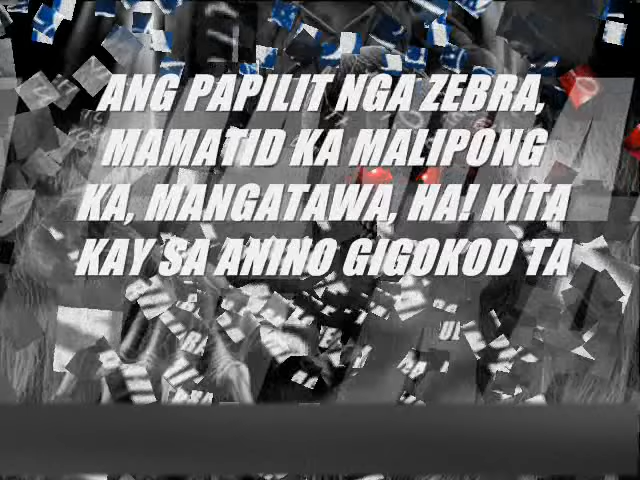 ANG PAPILIT NGA ZEBRA,
MAMATID KA MALIPONG
KA, MANGATAWA, HA! KITA
KAY SA ANINO GIGOKOD TA